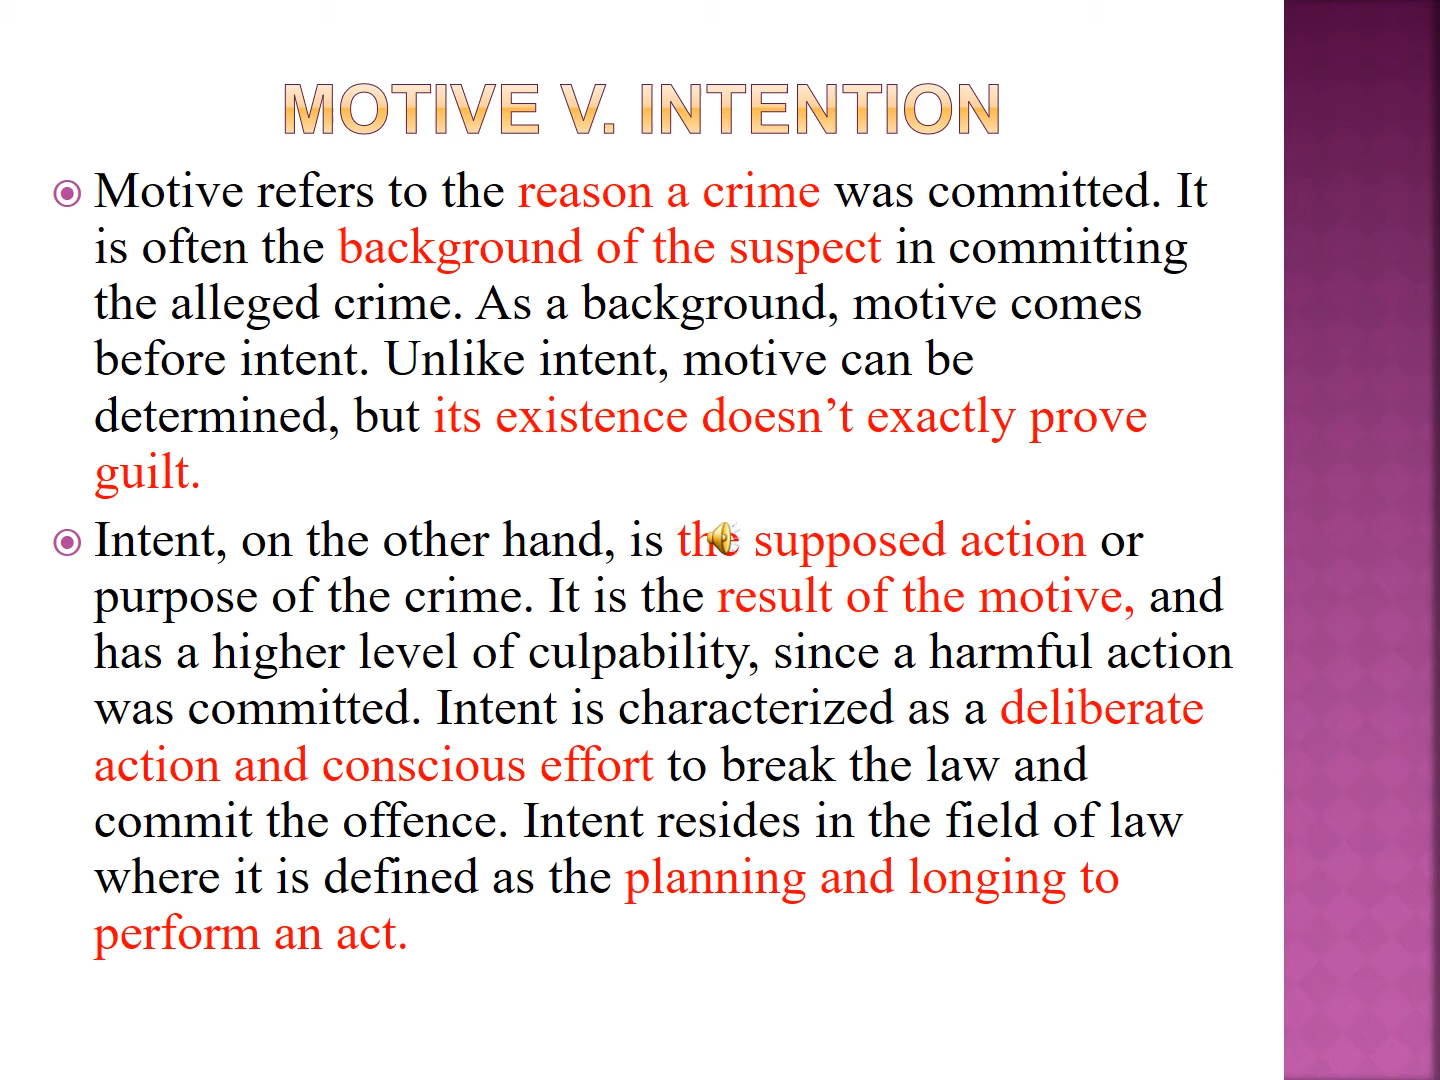 MOTIVE V. INTENTION
Motive refers to the reason a crime was committed. It
is often the background of the suspect in committing
the alleged crime. As a background, motive comes
before intent. Unlike intent, motive can be
determined, but its existence doesn’t exactly prove
guilt.
Intent, on the other hand, is the supposed action or
purpose of the crime. It is the result of the motive, and
has a higher level of culpability, since a harmful action
was committed. Intent is characterized as a deliberate
action and conscious effort to break the law and
commit the offence. Intent resides in the field of law
where it is defined as the planning and longing to
perform an act.